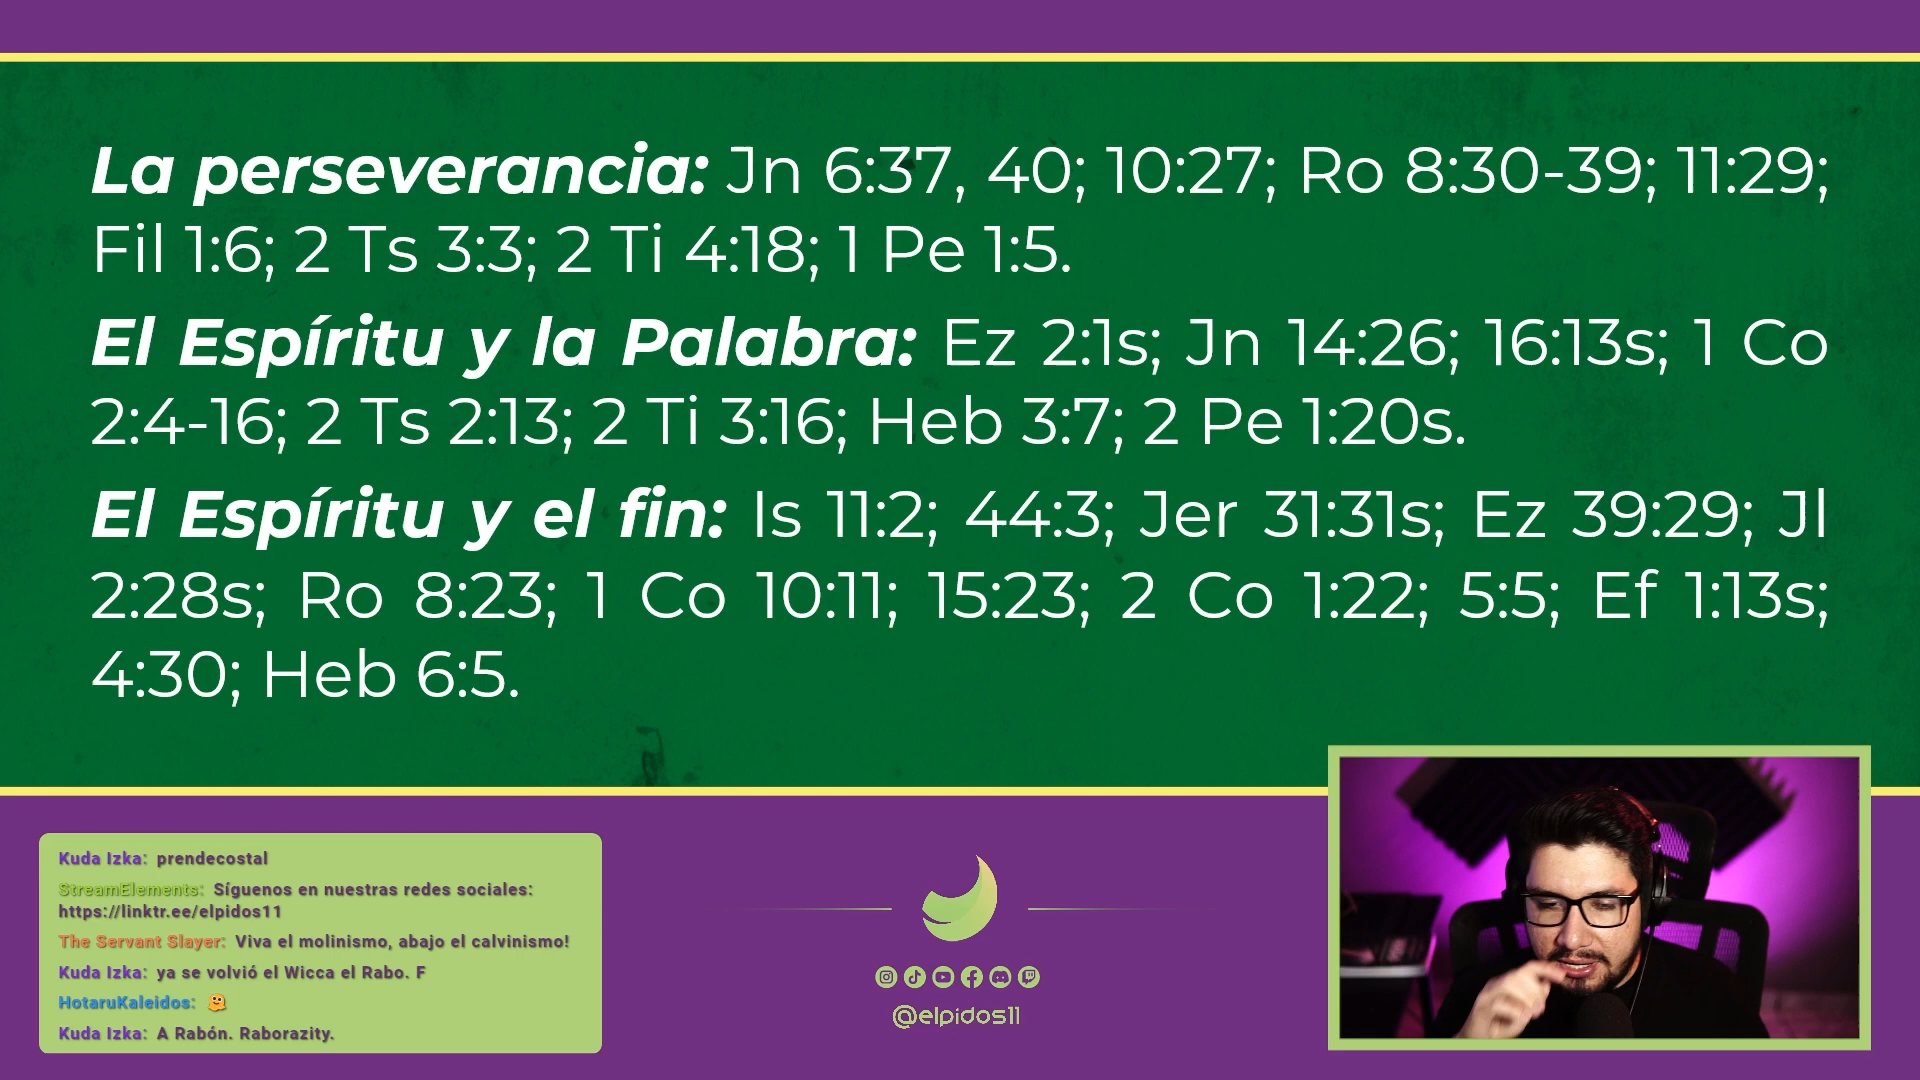 La perseverancia: Jn 6:37, 40; 10:27; Ro 8:30-39; 11:29;
Fil 1:6; 2 Ts 3:3; 2 Ti 4:18; 1 Pe 1:5.
El Espíritu y la Palabra: Ez 2:1s; Jn 14:26; 16:13s; 1 Co
2:4-16; 2 Ts 2:13; 2 Ti 3:16; Heb 3:7; 2 Pe 1:20s.
El Espíritu y el fin: Is 11:2; 44:3; Jer 31:31s; Ez 39:29; Jl
2:28s; Ro 8:23; 1 Co 10:11; 15:23; 2 Co 1:22; 5:5; Ef 1:13s;
4:30; Heb 6:5.
Kuda Izka: prendecostal
StreamElements: Síguenos en nuestras redes sociales:
https://linktr.ee/elpidos11
The Servant Slayer: Viva el molinismo, abajo el calvinismo!
Kuda Izka: ya se volvió el Wicca el Rabo. F
HotaruKaleidos:
Kuda Izka: A Rabón. Raborazity.
@elpidos11